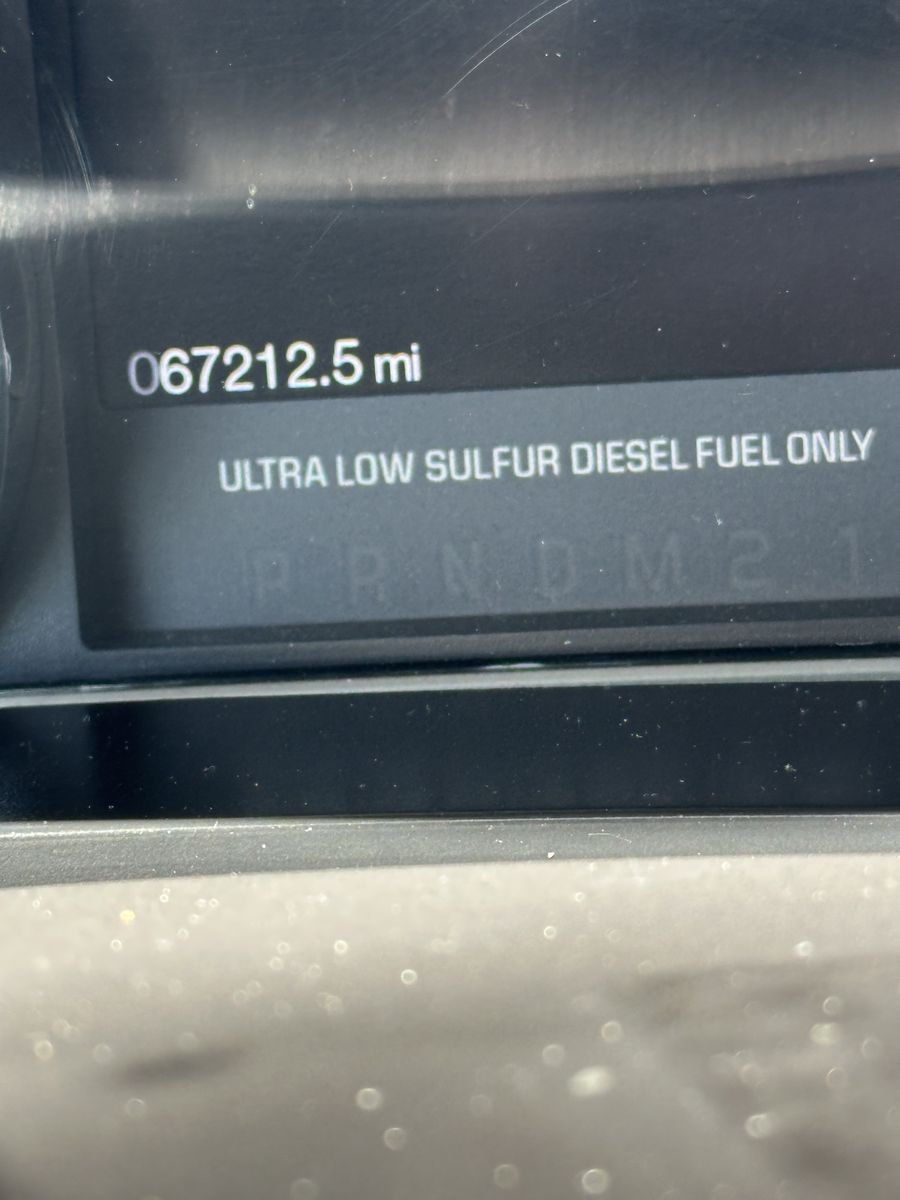 067212.5 mi
ULTRA LOW SULFUR DIESEL FUEL ONLY
P R N D M 2 1